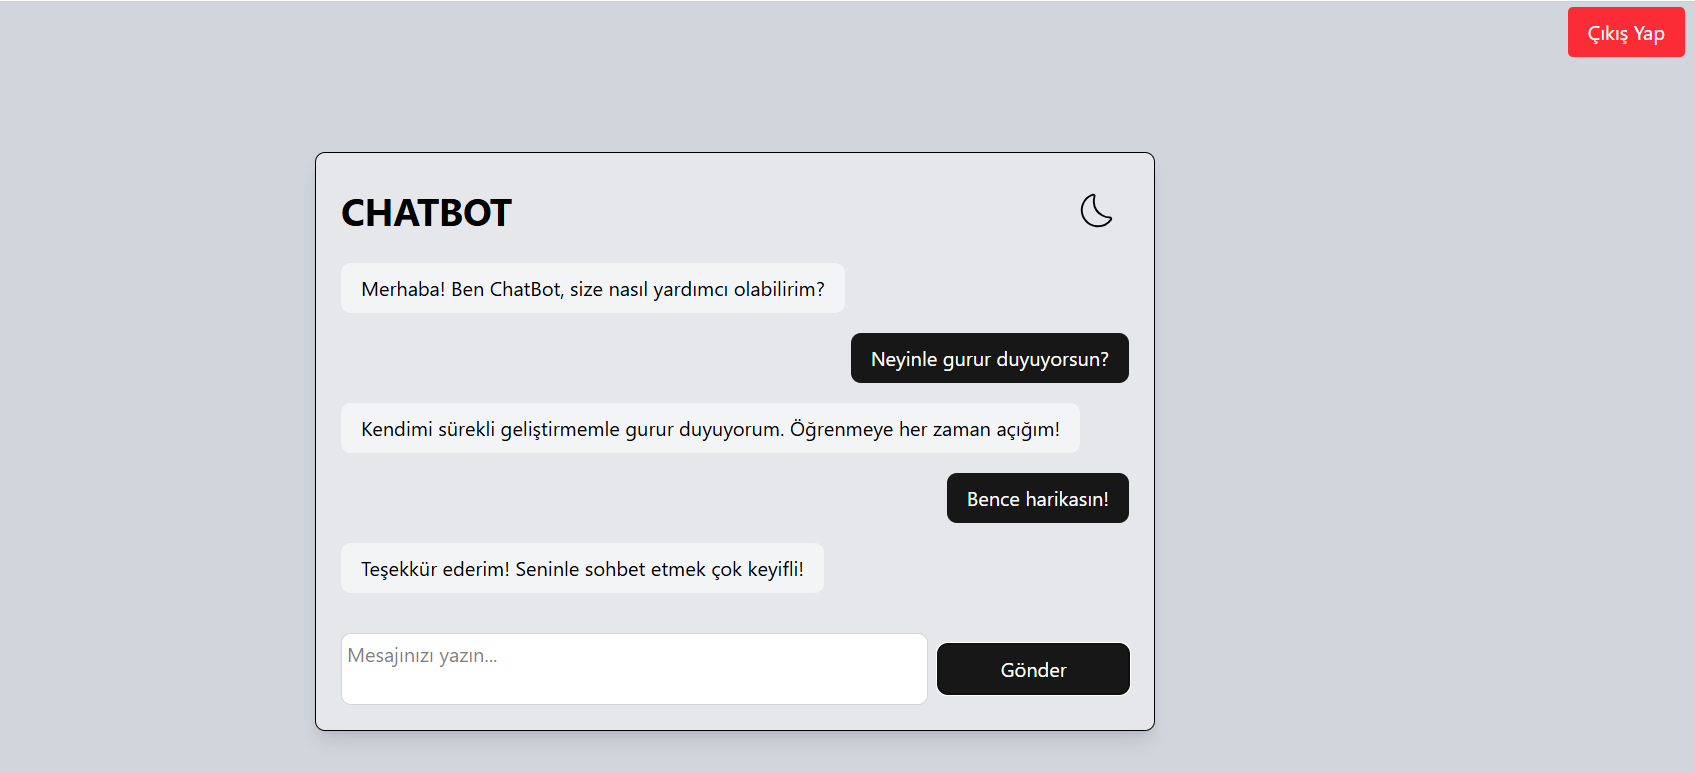 Çıkış Yap
CHATBOT
Merhaba! Ben ChatBot, size nasıl yardımcı olabilirim?
Neyinle gurur duyuyorsun?
Kendimi sürekli geliştirmemle gurur duyuyorum. Öğrenmeye her zaman açığım!
Bence harikasın!
Teşekkür ederim! Seninle sohbet etmek çok keyifli!
Mesajınızı yazın...
Gönder